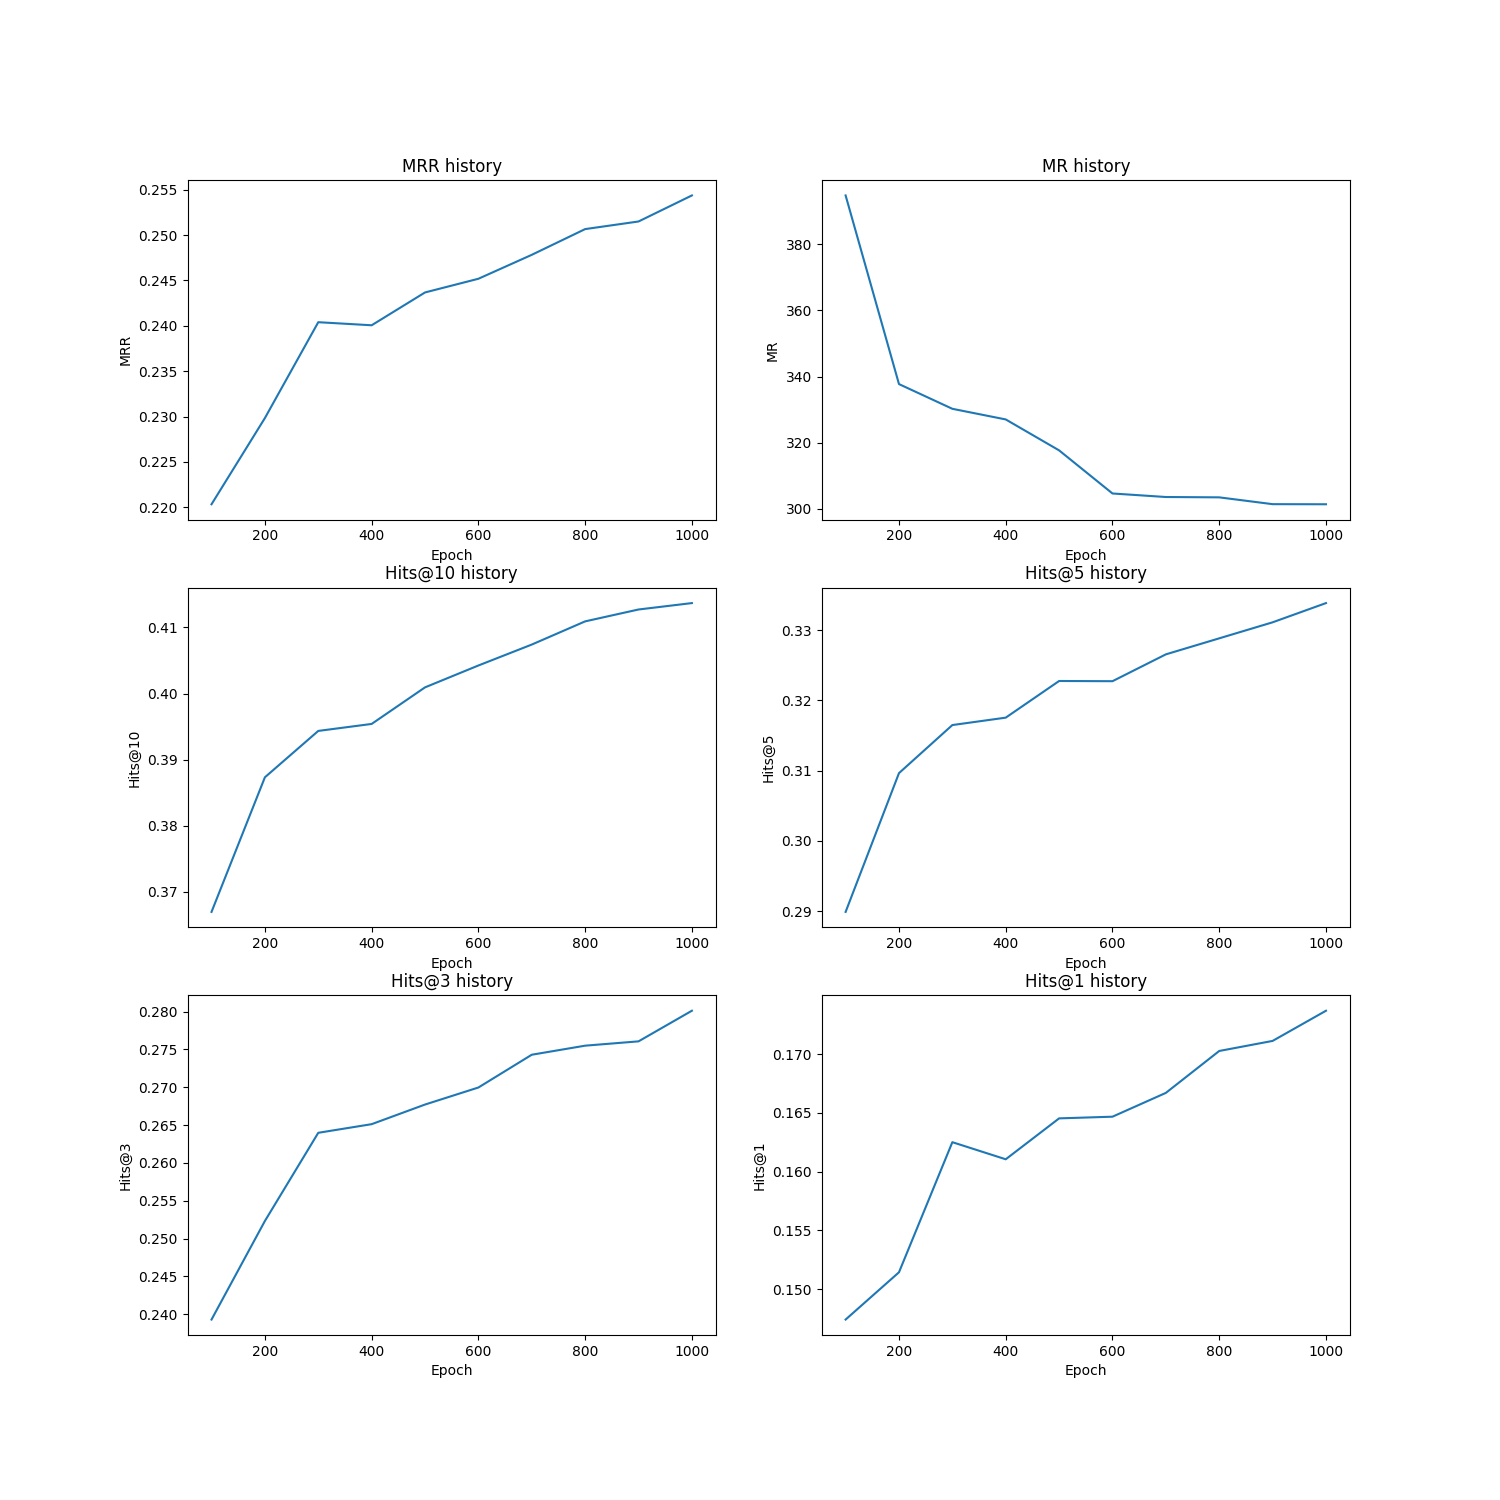 MRR history
0.255
0.250
0.245
0.240
0.235
0.230
0.225
0.220
MRR
200 400 600 800 1000
Epoch
MR history
380
360
340
320
300
MR
200 400 600 800 1000
Epoch
Hits@10 history
0.41
0.40
0.39
0.38
0.37
Hits@10
200 400 600 800 1000
Epoch
Hits@5 history
0.33
0.32
0.31
0.30
0.29
Hits@5
200 400 600 800 1000
Epoch
Hits@3 history
0.280
0.275
0.270
0.265
0.260
0.255
0.250
0.245
0.240
Hits@3
200 400 600 800 1000
Epoch
Hits@1 history
0.170
0.165
0.160
0.155
0.150
Hits@1
200 400 600 800 1000
Epoch